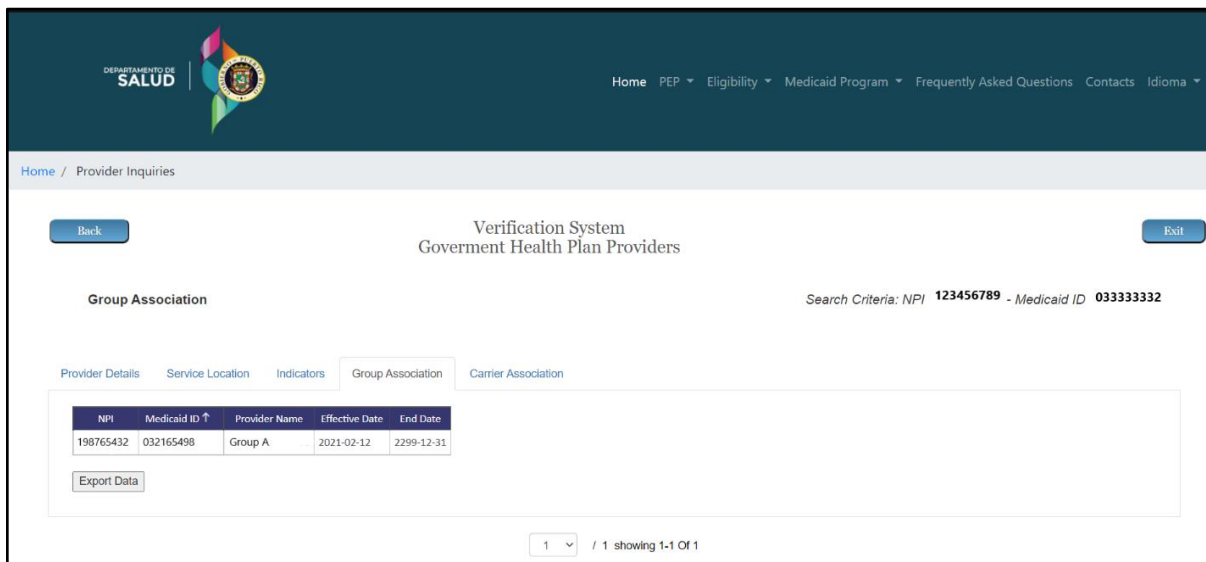 DEPARTAMENTO DE
SALUD
Home PEP Eligibility Medicaid Program Frequently Asked Questions Contacts Idioma
Home / Provider Inquiries
Back
Verification System
Goverment Health Plan Providers
Exit
Group Association
Search Criteria: NPI 123456789 - Medicaid ID 033333332
Provider Details Service Location Indicators Group Association Carrier Association
NPI Medicaid ID ↑ Provider Name Effective Date End Date
198765432 032165498 Group A 2021-02-12 2299-12-31
Export Data
1 / 1 showing 1-1 Of 1